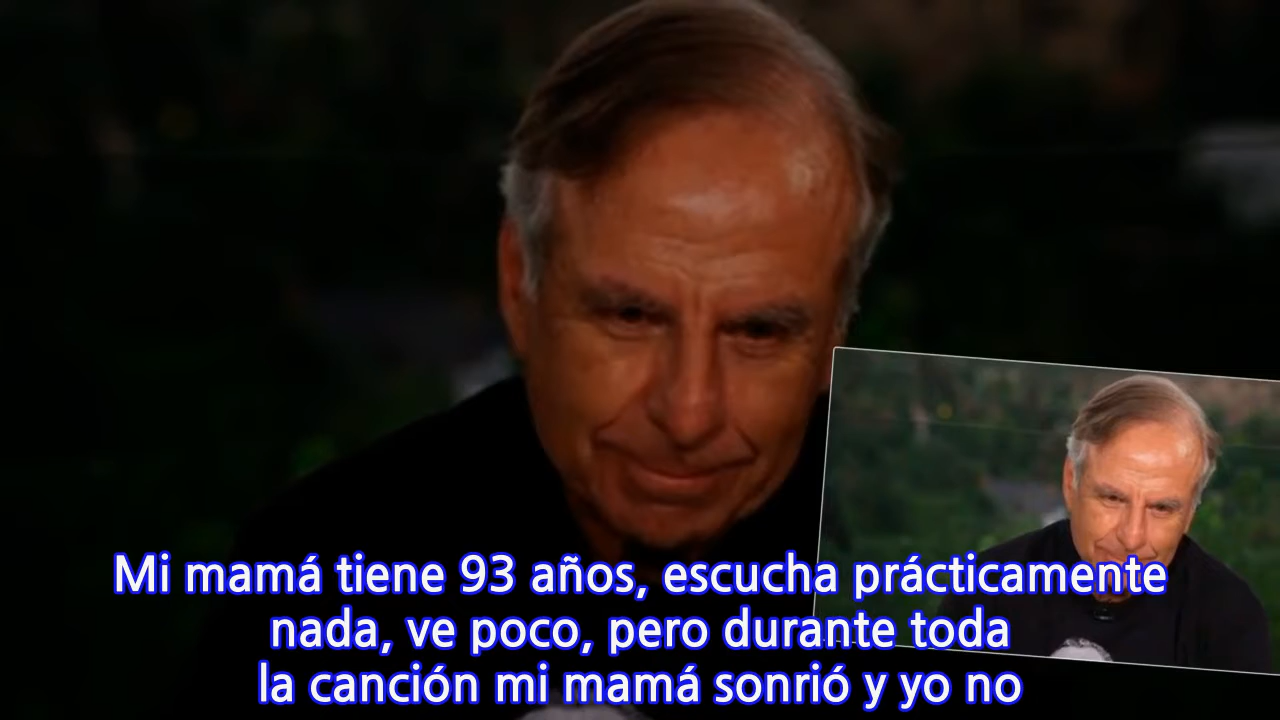 Mi mamá tiene 93 años, escucha prácticamente
nada, ve poco, pero durante toda
la canción mi mamá sonrió y yo no